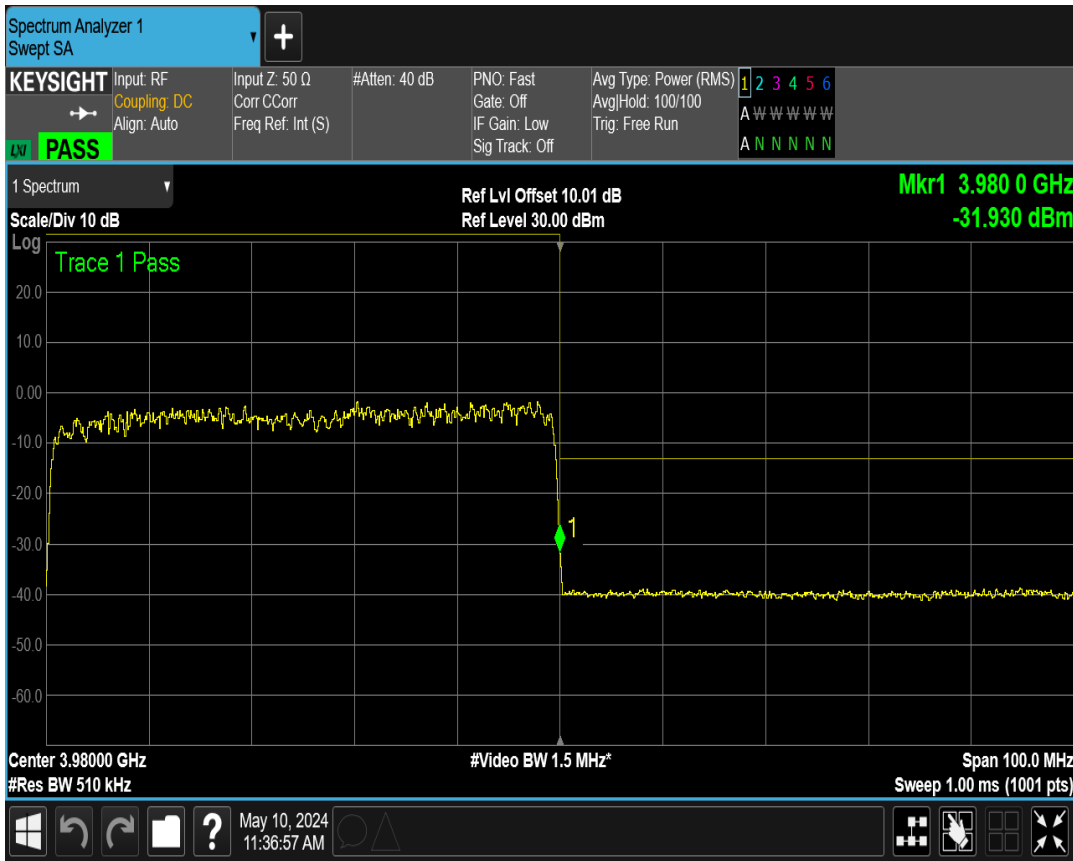 Spectrum Analyzer 1
Swept SA
+
KEYSIGHT
LXI PASS
Input: RF
Coupling: DC
Align: Auto
Input Z: 50 Ω
Corr CCorr
Freq Ref: Int (S)
#Atten: 40 dB
PNO: Fast
Gate: Off
IF Gain: Low
Sig Track: Off
Avg Type: Power (RMS)
Avg|Hold: 100/100
Trig: Free Run
1 2 3 4 5 6
A W W W W W
A N N N N N
1 Spectrum
Scale/Div 10 dB
Ref Lvl Offset 10.01 dB
Ref Level 30.00 dBm
Mkr1 3.980 0 GHz
-31.930 dBm
Log
Trace 1 Pass
20.0
10.0
0.00
-10.0
-20.0
-30.0
1
-40.0
-50.0
-60.0
Center 3.98000 GHz
#Video BW 1.5 MHz*
Span 100.0 MHz
#Res BW 510 kHz
Sweep 1.00 ms (1001 pts)
?
May 10, 2024
11:36:57 AM